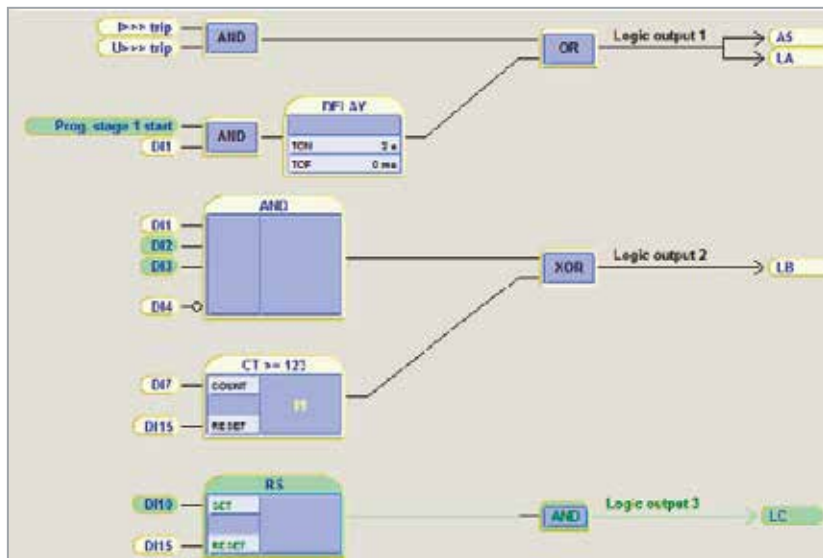 I>>> trip
U>>> trip
AND
OR
Logic output 1
A5
LA
Prog. stage 1 start
DI1
AND
DELAY
TON 2 s
TOF 0 ms
AND
DI1
DI2
DI3
DI4
XOR
Logic output 2
LB
CT >= 123
DI7
COUNT
DI15
RESET
RS
DI10
SET
DI15
RESET
AND
Logic output 3
LC